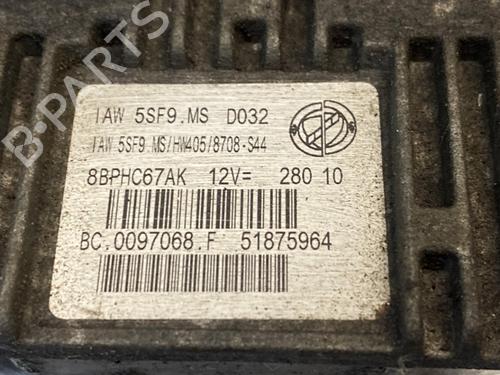 IAW 5SF9.MS D032
IAW 5SF9.MS/HW405/8708-S44
8BPHC67AK 12V= 280 10
BC.0097068.F 51875964
B-PARTS